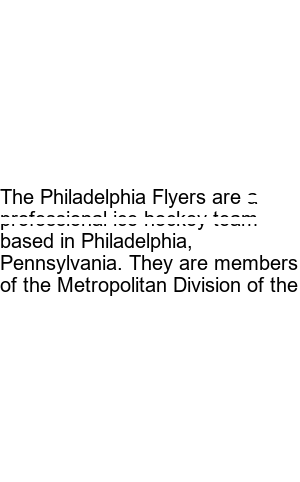 The Philadelphia Flyers are a
professional ice hockey team
based in Philadelphia,
Pennsylvania. They are members
of the Metropolitan Division of the